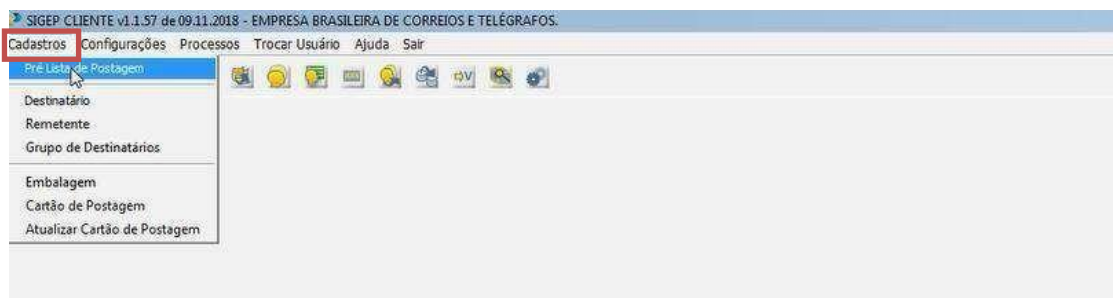 SIGEP CLIENTE v1.1.57 de 09.11.2018 - EMPRESA BRASILEIRA DE CORREIOS E TELÉGRAFOS.
Cadastros Configurações Processos Trocar Usuário Ajuda Sair
Pré Lista de Postagem
Destinatário
Remetente
Grupo de Destinatários
Embalagem
Cartão de Postagem
Atualizar Cartão de Postagem